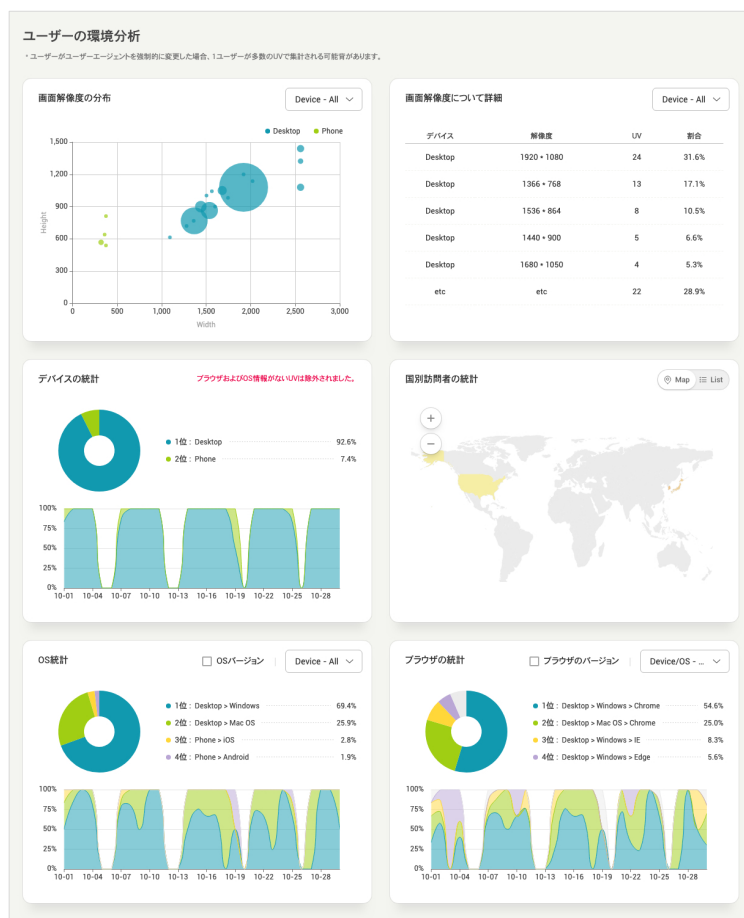 ユーザーの環境分析
* ユーザーがユーザーエージェントを強制的に変更した場合、1ユーザーが多数のUVで集計される可能背があります。
画面解像度の分布
Device - All
Desktop
Phone
1,500
1,200
900
600
300
0
Height
0 500 1,000 1,500 2,000 2,500 3,000
Width
画面解像度について詳細
Device - All
デバイス 解像度 UV 割合
Desktop 1920 * 1080 24 31.6%
Desktop 1366 * 768 13 17.1%
Desktop 1536 * 864 8 10.5%
Desktop 1440 * 900 5 6.6%
Desktop 1680 * 1050 4 5.3%
etc etc 22 28.9%
デバイスの統計
ブラウザおよびOS情報がないUVは除外されました。
1位 : Desktop 92.6%
2位 : Phone 7.4%
100%
75%
50%
25%
0%
10-01 10-04 10-07 10-10 10-13 10-16 10-19 10-22 10-25 10-28
国別訪問者の統計
Map List
+
−
OS統計
OSバージョン
Device - All
1位 : Desktop > Windows 69.4%
2位 : Desktop > Mac OS 25.9%
3位 : Phone > iOS 2.8%
4位 : Phone > Android 1.9%
100%
75%
50%
25%
0%
10-01 10-04 10-07 10-10 10-13 10-16 10-19 10-22 10-25 10-28
ブラウザの統計
ブラウザのバージョン
Device/OS - ...
1位 : Desktop > Windows > Chrome 54.6%
2位 : Desktop > Mac OS > Chrome 25.0%
3位 : Desktop > Windows > IE 8.3%
4位 : Desktop > Windows > Edge 5.6%
100%
75%
50%
25%
0%
10-01 10-04 10-07 10-10 10-13 10-16 10-19 10-22 10-25 10-28